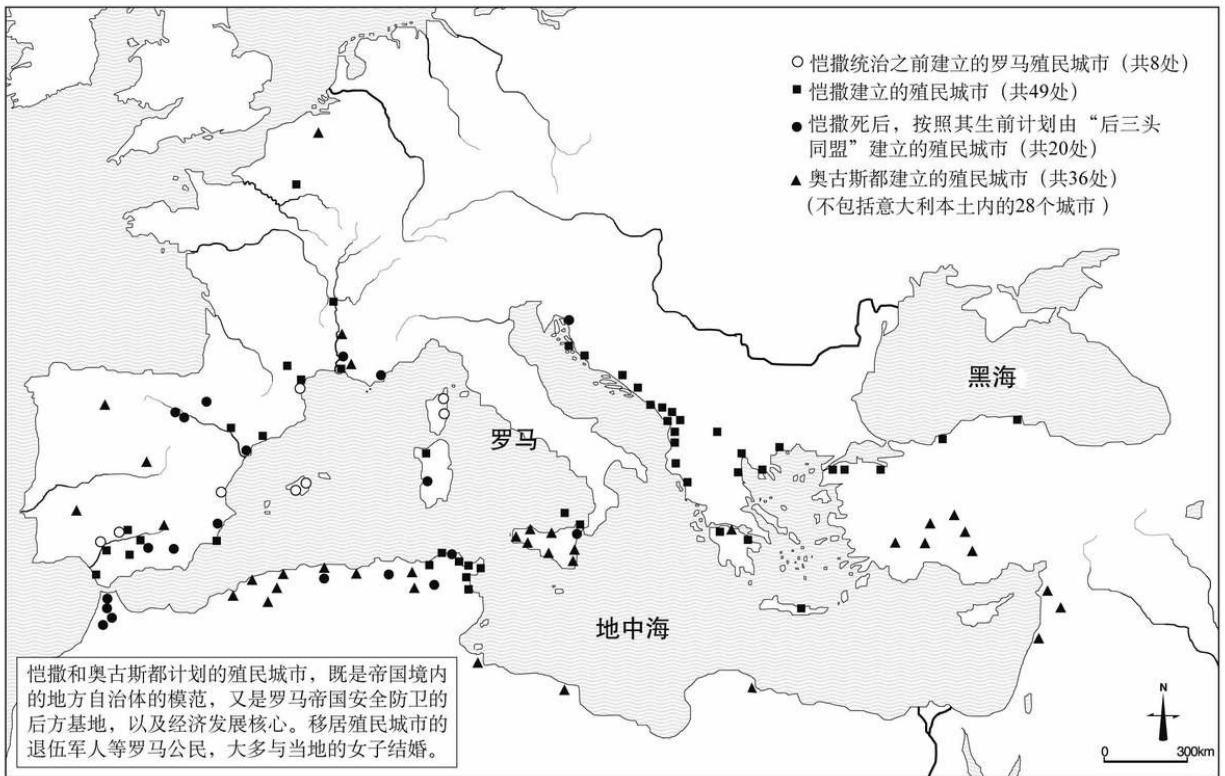 ○ 恺撒统治之前建立的罗马殖民城市（共8处）
■ 恺撒建立的殖民城市（共49处）
● 恺撒死后，按照其生前计划由“后三头
同盟”建立的殖民城市（共20处）
▲ 奥古斯都建立的殖民城市（共36处）
（不包括意大利本土内的28个城市）
黑海
罗马
地中海
恺撒和奥古斯都计划的殖民城市，既是帝国境内
的地方自治体的模范，又是罗马帝国安全防卫的
后方基地，以及经济发展核心。移居殖民城市的
退伍军人等罗马公民，大多与当地的女子结婚。
N
0 300km